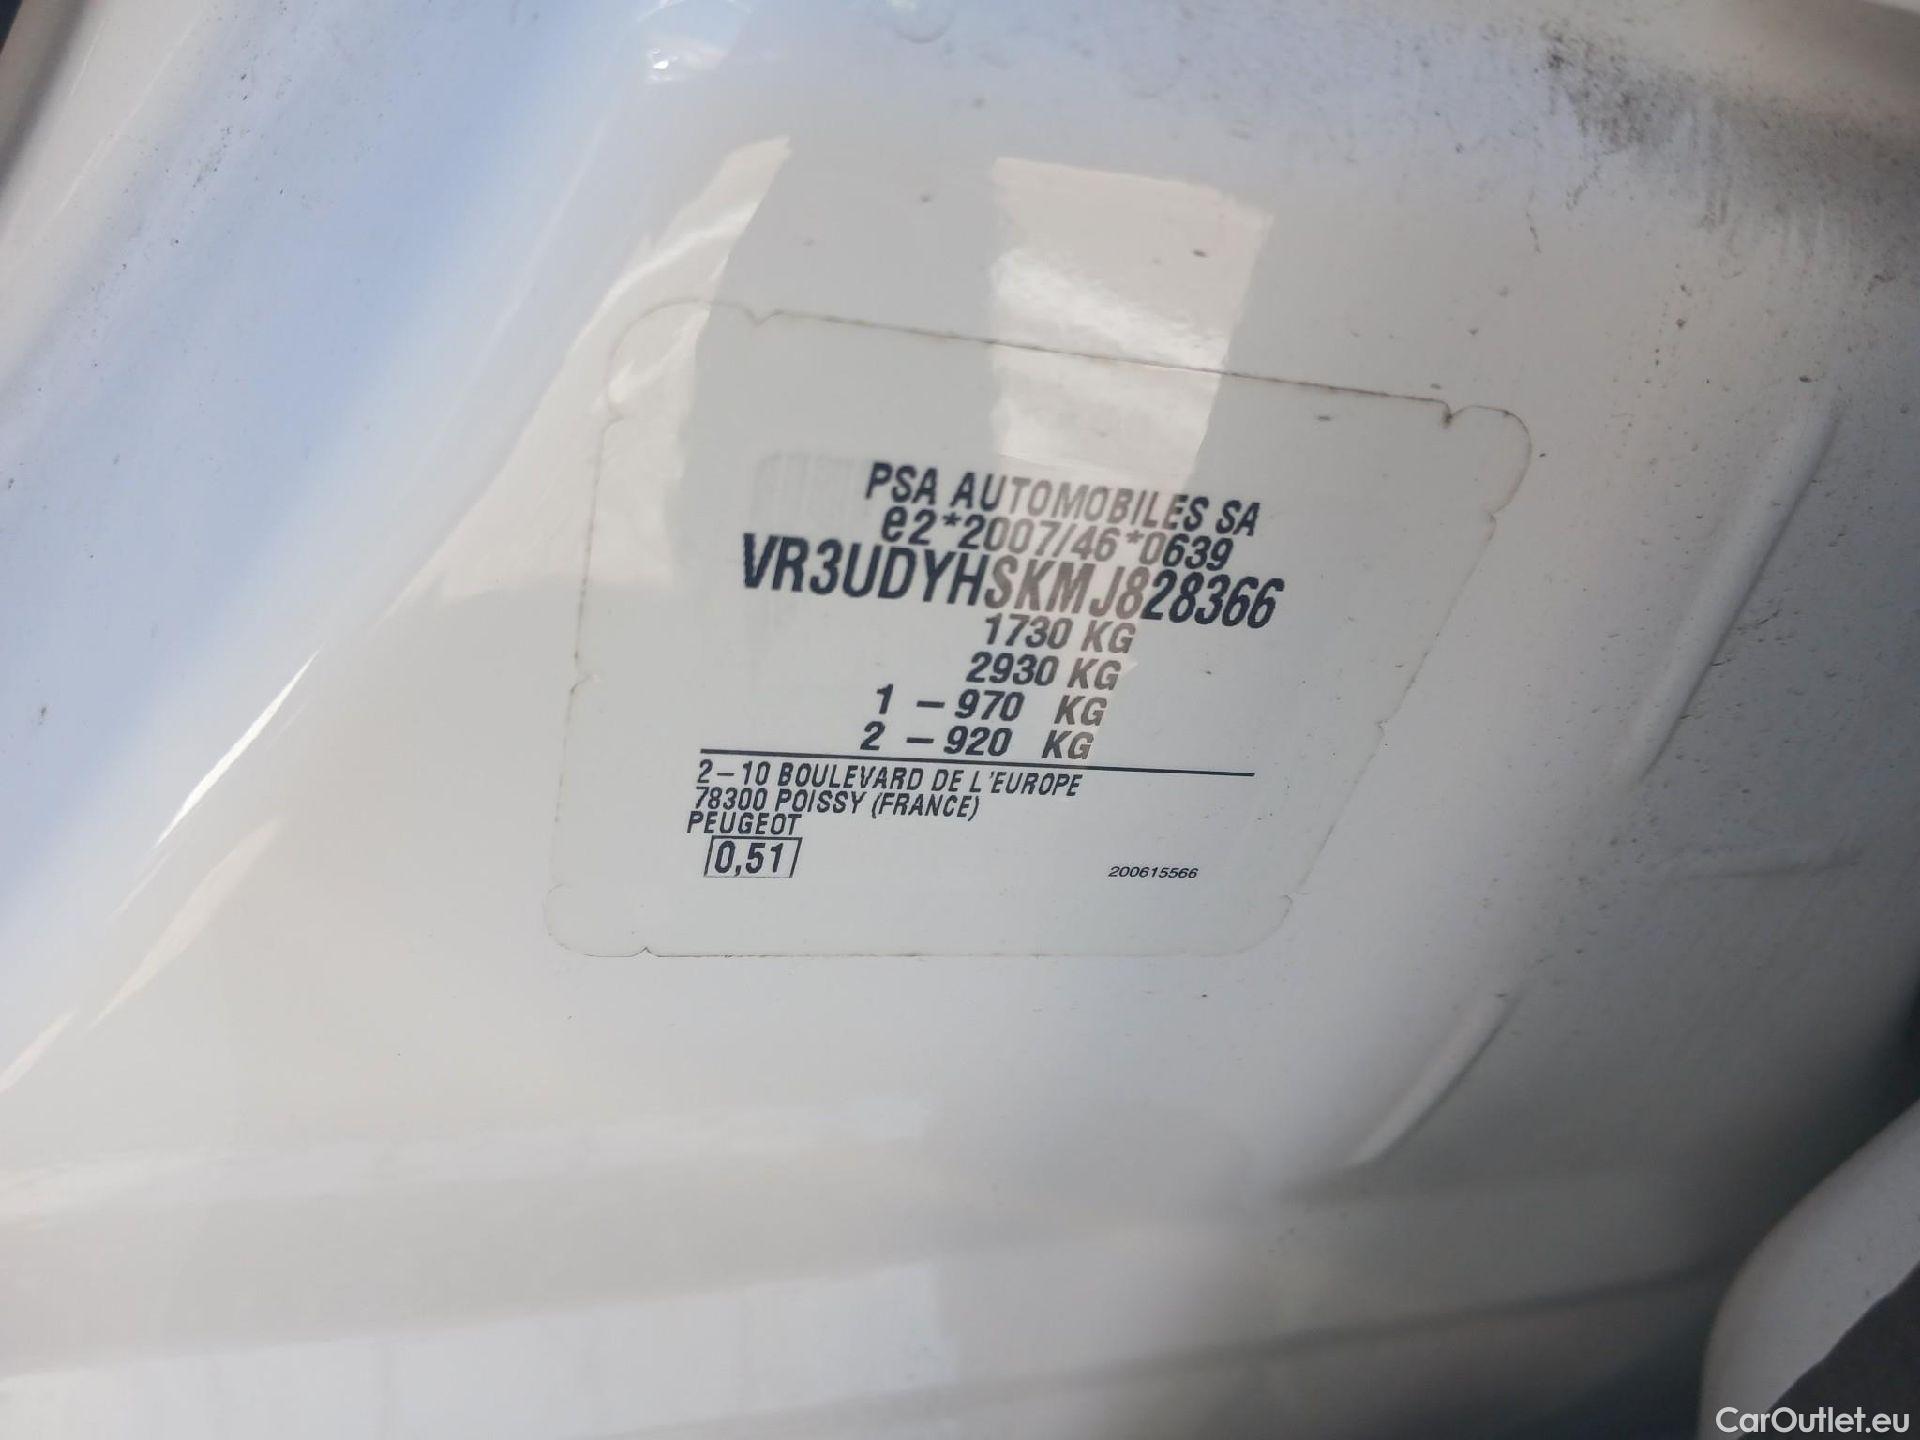 PSA AUTOMOBILES SA
e2*2007/46*0639
VR3UDYHSKMJ828366
1730 KG
2930 KG
1 -970 KG
2 -920 KG
2-10 BOULEVARD DE L'EUROPE
78300 POISSY (FRANCE)
PEUGEOT
0,51
200615566
CarOutlet.eu